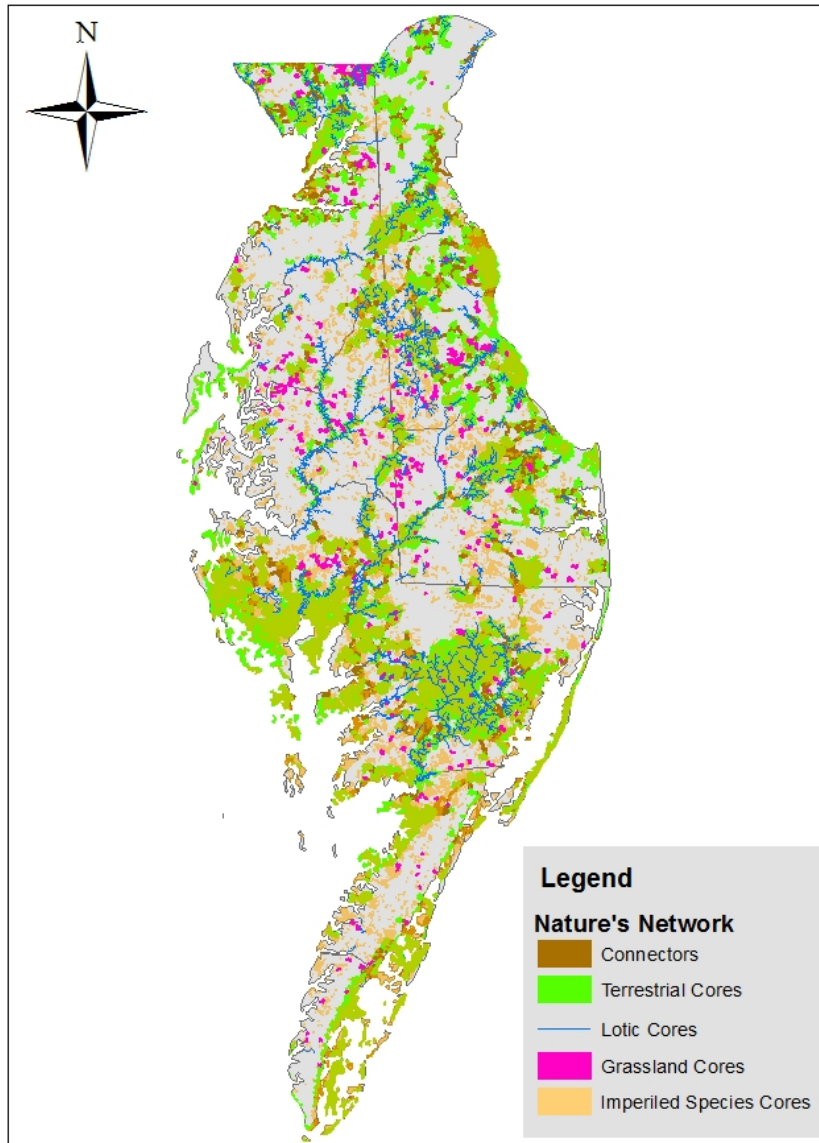 N
Legend
Nature's Network
Connectors
Terrestrial Cores
Lotic Cores
Grassland Cores
Imperiled Species Cores